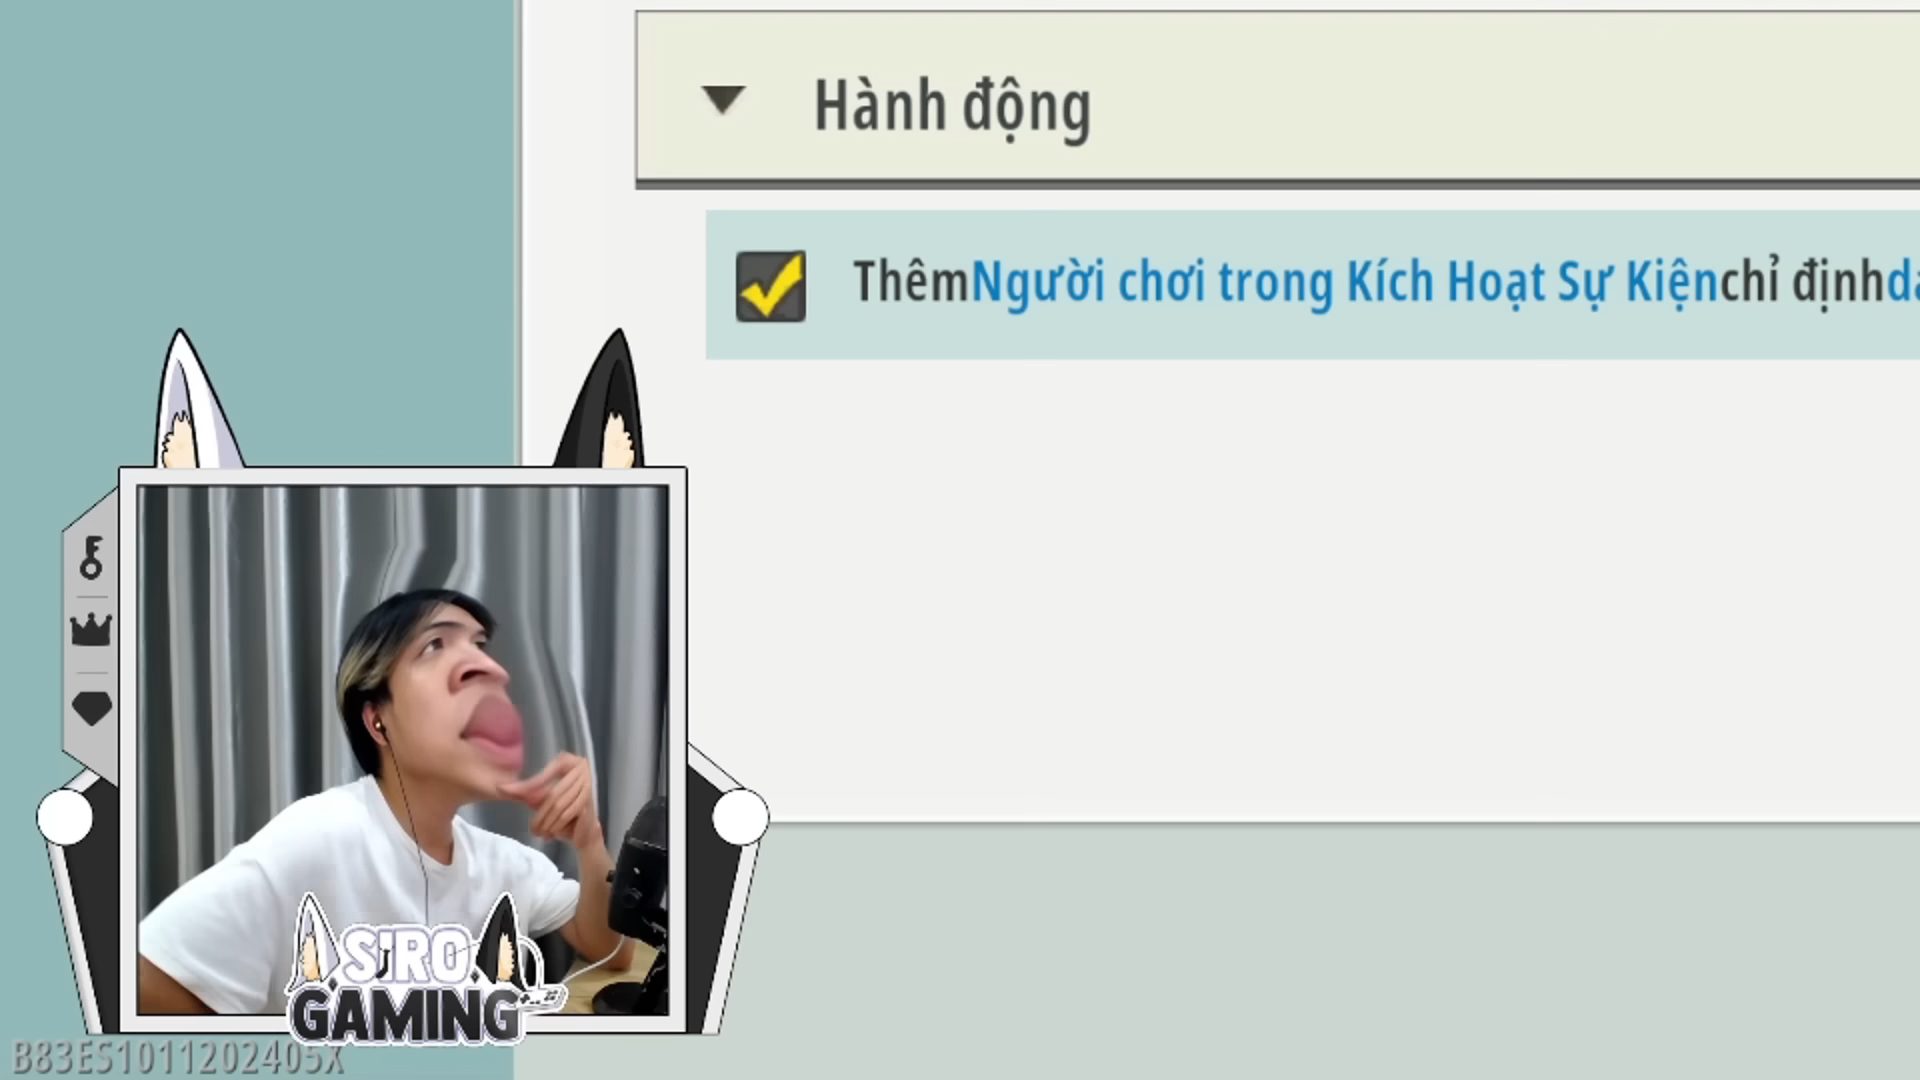 Hành động
ThêmNgười chơi trong Kích Hoạt Sự Kiệnchỉ định
SIRO
GAMING
B83ES1011202405X